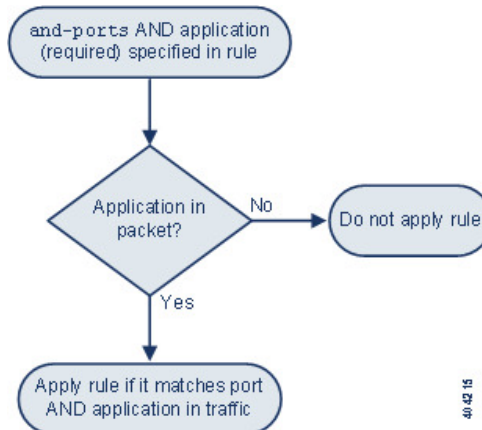 and-ports AND application
(required) specified in rule
Application in
packet?
No
Do not apply rule
Yes
Apply rule if it matches port
AND application in traffic
404215